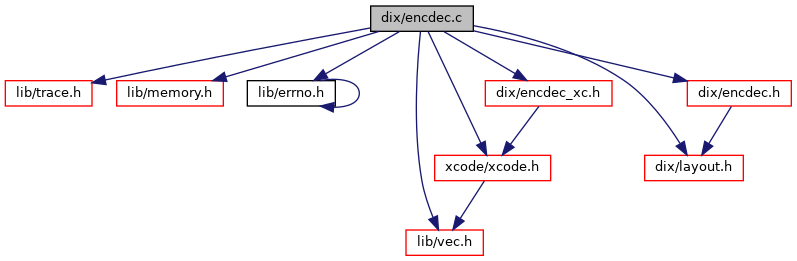 dix/encdec.c
lib/trace.h
lib/memory.h
lib/errno.h
dix/encdec_xc.h
dix/encdec.h
xcode/xcode.h
dix/layout.h
lib/vec.h